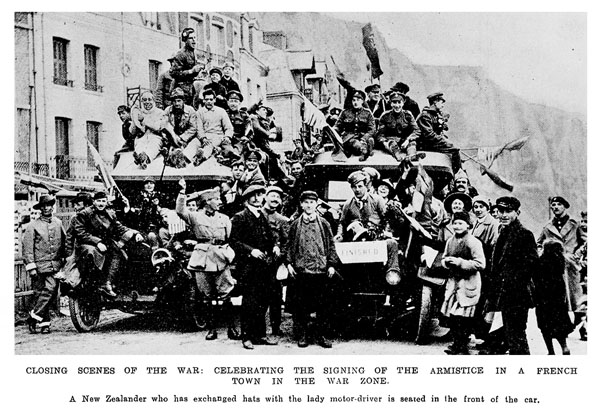 FINISHED
CLOSING SCENES OF THE WAR: CELEBRATING THE SIGNING OF THE ARMISTICE IN A FRENCH
TOWN IN THE WAR ZONE.
A New Zealander who has exchanged hats with the lady motor-driver is seated in the front of the car.